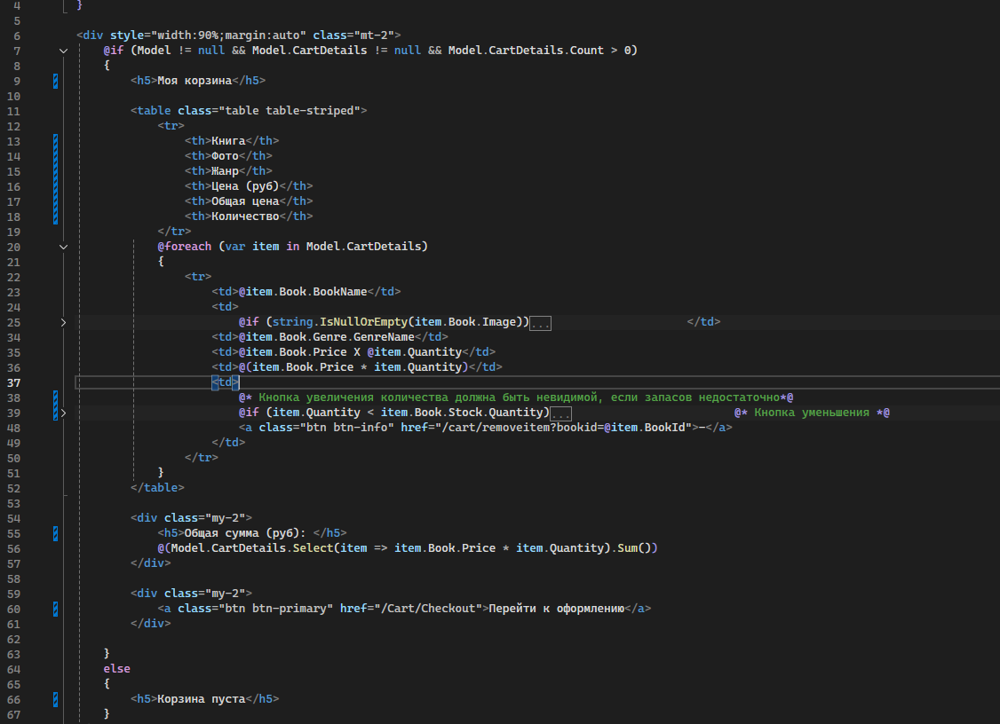 4 }
5
6 <div style="width:90%;margin:auto" class="mt-2">
7 @if (Model != null && Model.CartDetails != null && Model.CartDetails.Count > 0)
8 {
9 <h5>Моя корзина</h5>
10
11 <table class="table table-striped">
12 <tr>
13 <th>Книга</th>
14 <th>Фото</th>
15 <th>Жанр</th>
16 <th>Цена (руб)</th>
17 <th>Общая цена</th>
18 <th>Количество</th>
19 </tr>
20 @foreach (var item in Model.CartDetails)
21 {
22 <tr>
23 <td>@item.Book.BookName</td>
24 <td>
25 @if (string.IsNullOrEmpty(item.Book.Image))... </td>
34 <td>@item.Book.Genre.GenreName</td>
35 <td>@item.Book.Price X @item.Quantity</td>
36 <td>@(item.Book.Price * item.Quantity)</td>
37 <td>
38 @* Кнопка увеличения количества должна быть невидимой, если запасов недостаточно*@
39 @if (item.Quantity < item.Book.Stock.Quantity)... @* Кнопка уменьшения *@
48 <a class="btn btn-info" href="/cart/removeitem?bookid=@item.BookId">-</a>
49 </td>
50 </tr>
51 }
52 </table>
53
54 <div class="my-2">
55 <h5>Общая сумма (руб): </h5>
56 @(Model.CartDetails.Select(item => item.Book.Price * item.Quantity).Sum())
57 </div>
58
59 <div class="my-2">
60 <a class="btn btn-primary" href="/Cart/Checkout">Перейти к оформлению</a>
61 </div>
62
63 }
64 else
65 {
66 <h5>Корзина пуста</h5>
67 }